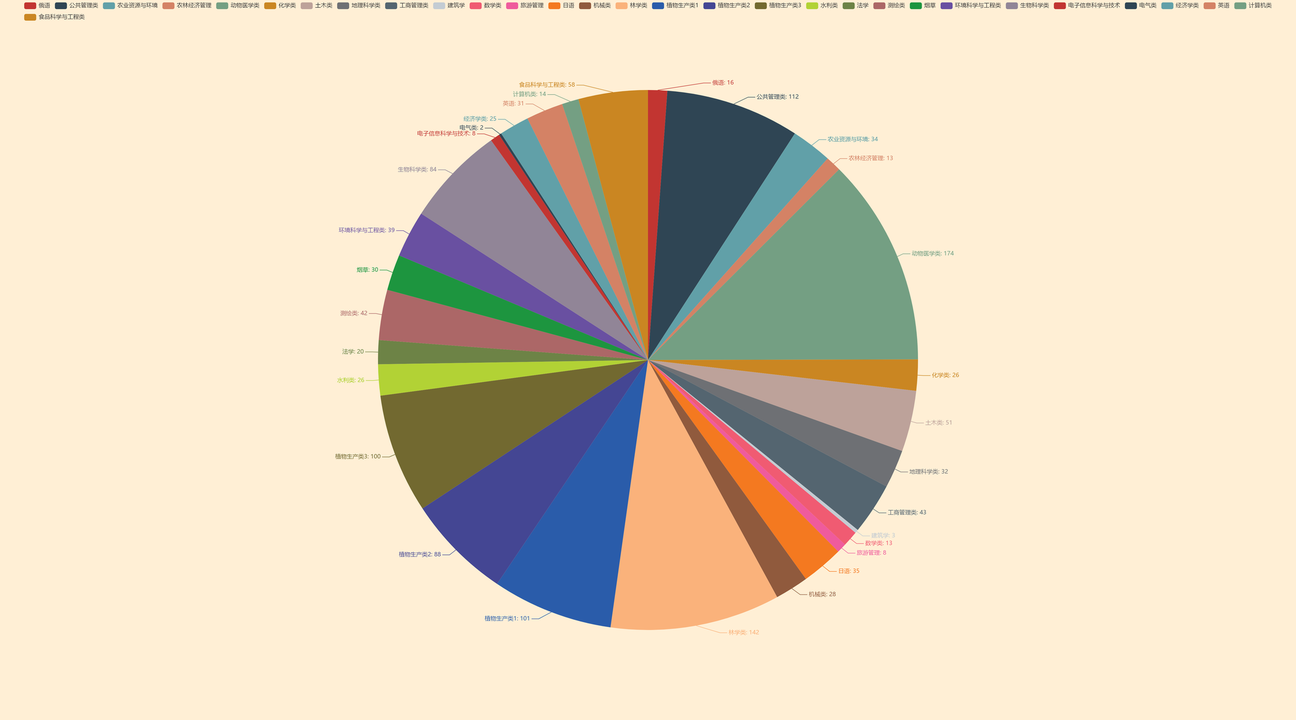 俄语 公共管理类 农业资源与环境 农林经济管理 动物医学类 化学类 土木类 地理科学类 工商管理类 建筑学 数学类 旅游管理 日语 机械类 林学类 植物生产类1 植物生产类2 植物生产类3 水利类 法学 测绘类 烟草 环境科学与工程类 生物科学类 电子信息科学与技术 电气类 经济学类 英语 计算机类
食品科学与工程类
俄语: 16
食品科学与工程类: 58
计算机类: 14
公共管理类: 112
英语: 31
经济学类: 25
电气类: 2
电子信息科学与技术: 8
农业资源与环境: 34
农林经济管理: 13
生物科学类: 84
环境科学与工程类: 39
动物医学类: 174
烟草: 30
测绘类: 42
法学: 20
化学类: 26
水利类: 26
土木类: 51
植物生产类3: 100
地理科学类: 32
工商管理类: 43
建筑学: 3
数学类: 13
旅游管理: 8
植物生产类2: 88
日语: 35
机械类: 28
植物生产类1: 101
林学类: 142